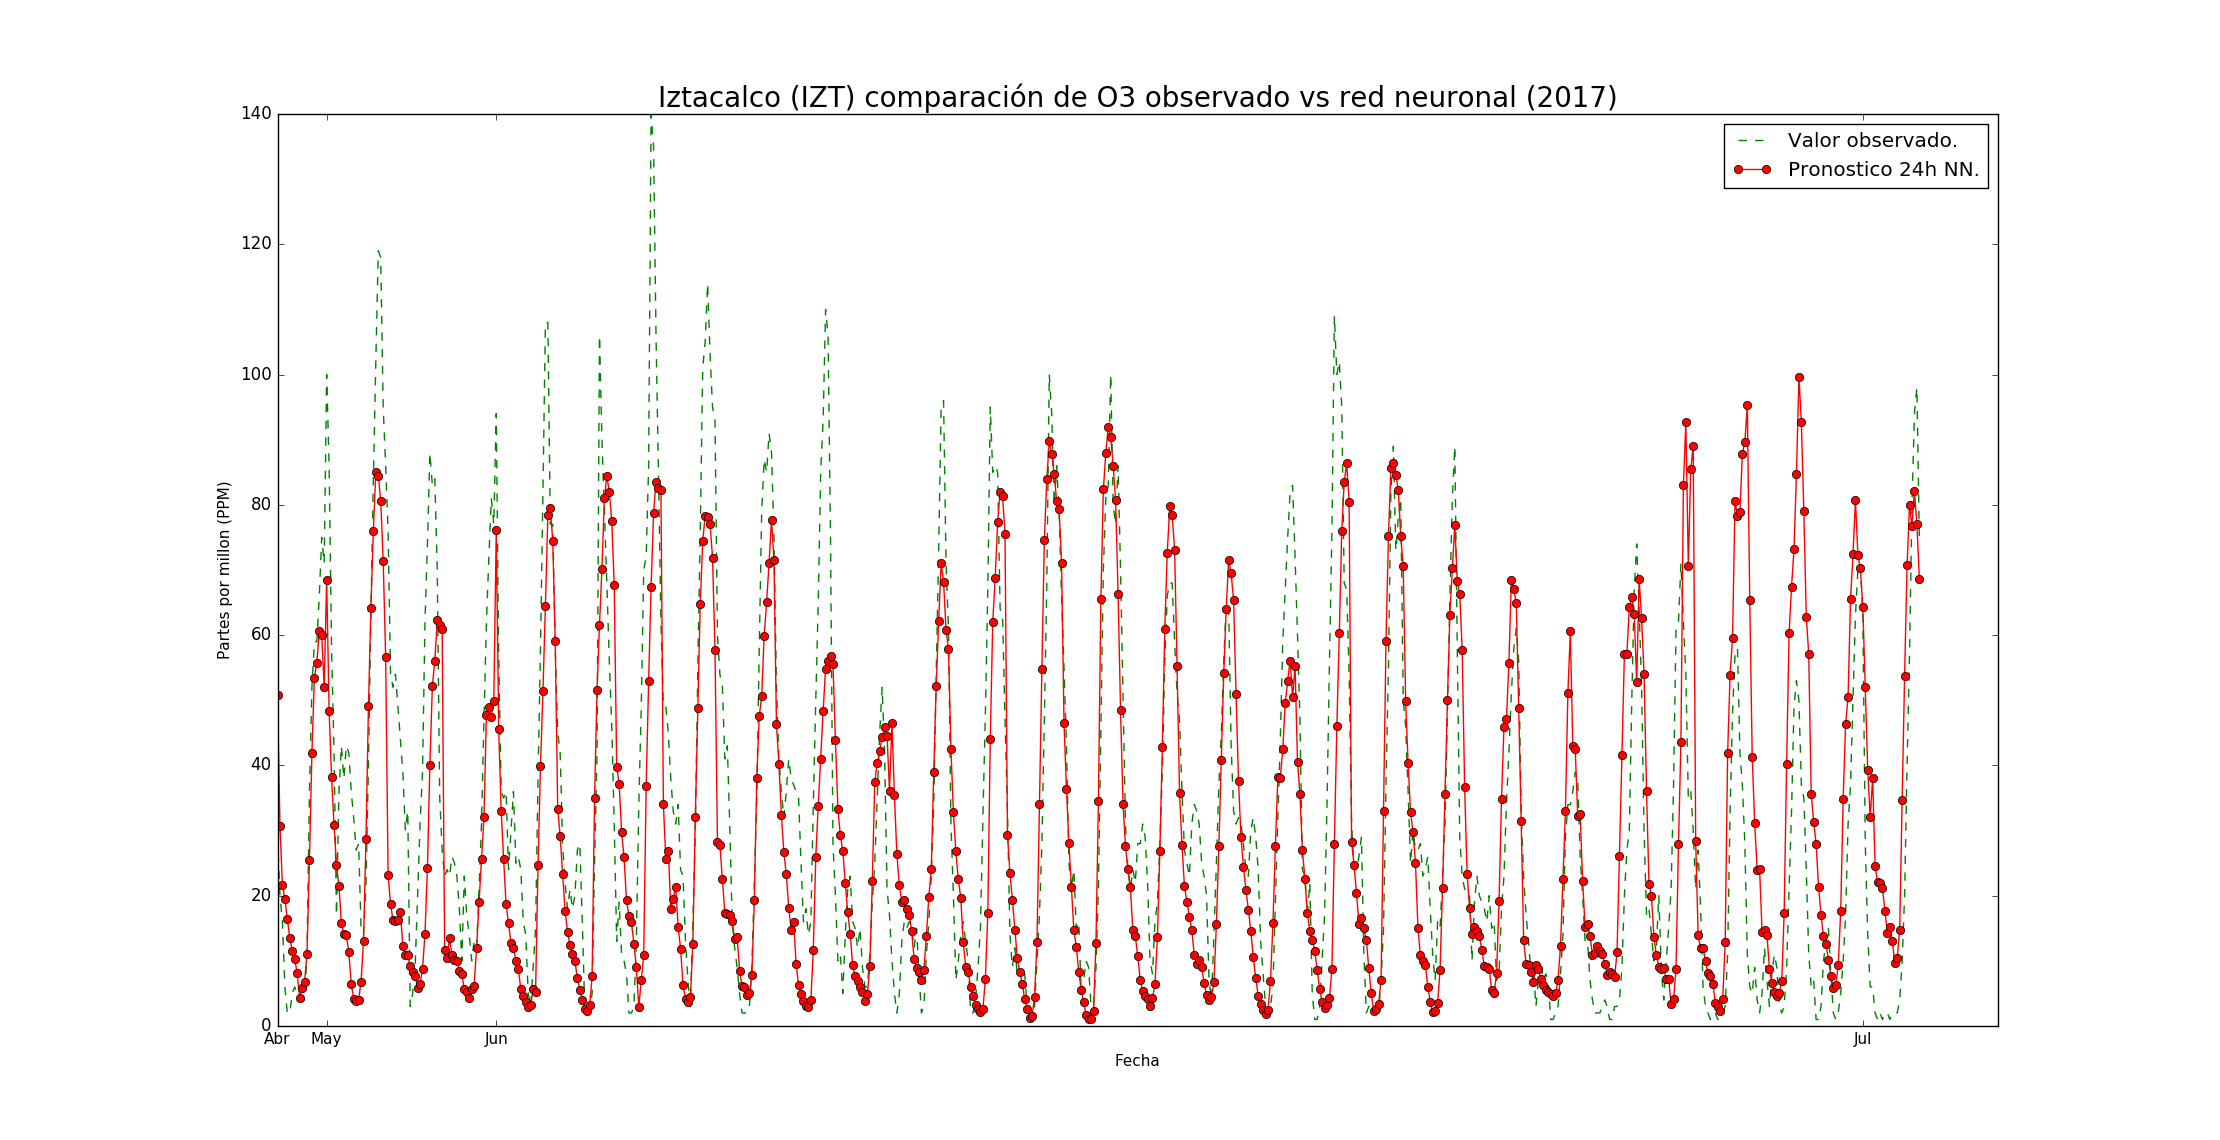 Iztacalco (IZT) comparación de O3 observado vs red neuronal (2017)
140
120
100
80
60
40
20
0
Partes por millon (PPM)
Valor observado.
Pronostico 24h NN.
Abr May Jun Jul
Fecha